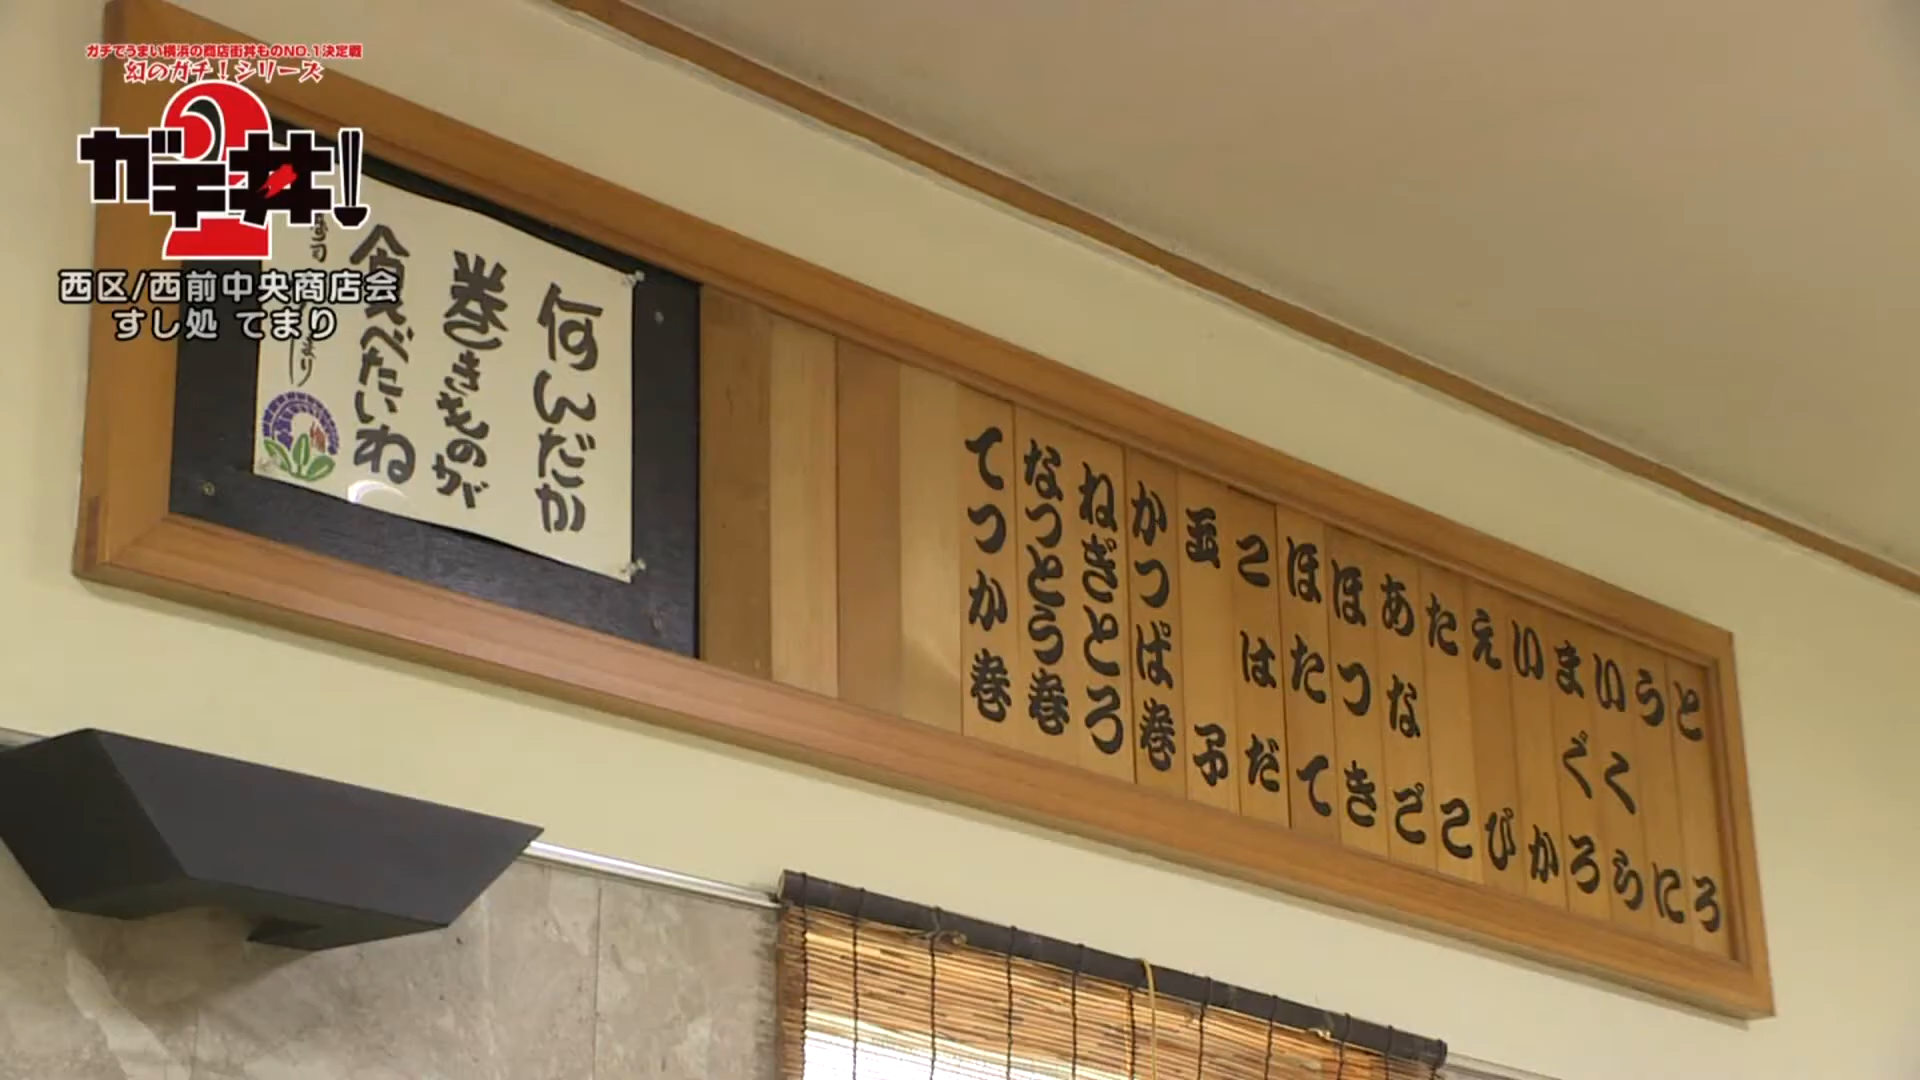 ガチでうまい横浜の商店街丼ものNO.1決定戦
幻のガチ!シリーズ
ガチ丼!2
西区/西前中央商店会
すし処 てまり
とろ
うに
いくら
まぐろ
いか
えび
たこ
あなご
ほっき
ほたて
こはだ
玉子
かっぱ巻
ねぎとろ
なっとう巻
てっか巻
何んだか
巻きものが
食べたいね